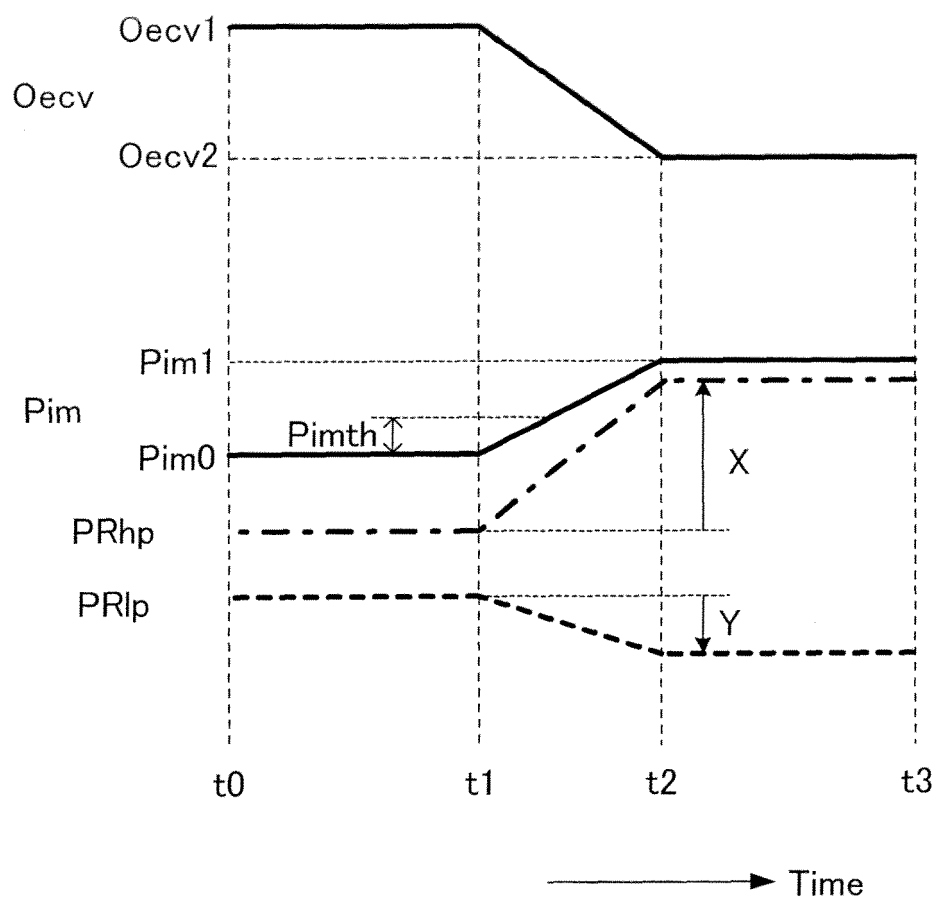 Oecv1
Oecv
Oecv2
Pim1
Pim
Pimth
Pim0
X
PRhp
PRlp
Y
t0 t1 t2 t3
Time